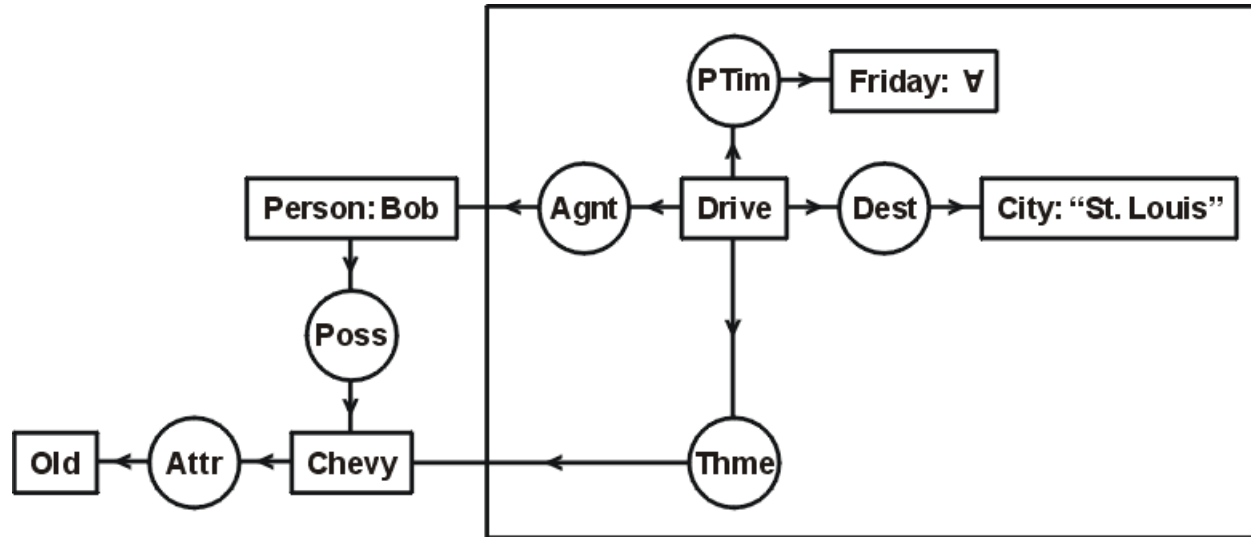 PTim
Friday: ∀
Person: Bob
Agnt
Drive
Dest
City: “St. Louis”
Poss
Old
Attr
Chevy
Thme